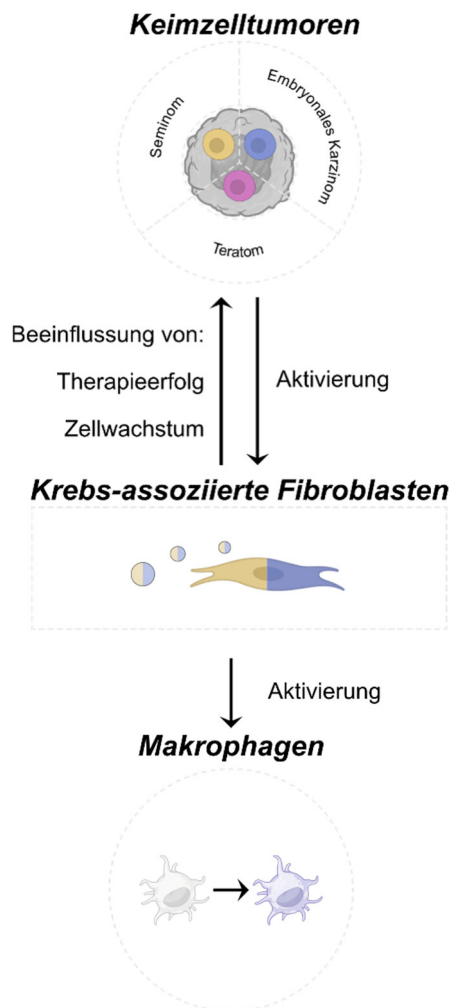 Keimzelltumoren
Seminom
Embryonales Karzinom
Teratom
Beeinflussung von:
Therapieerfolg
Zellwachstum
Aktivierung
Krebs-assoziierte Fibroblasten
Aktivierung
Makrophagen